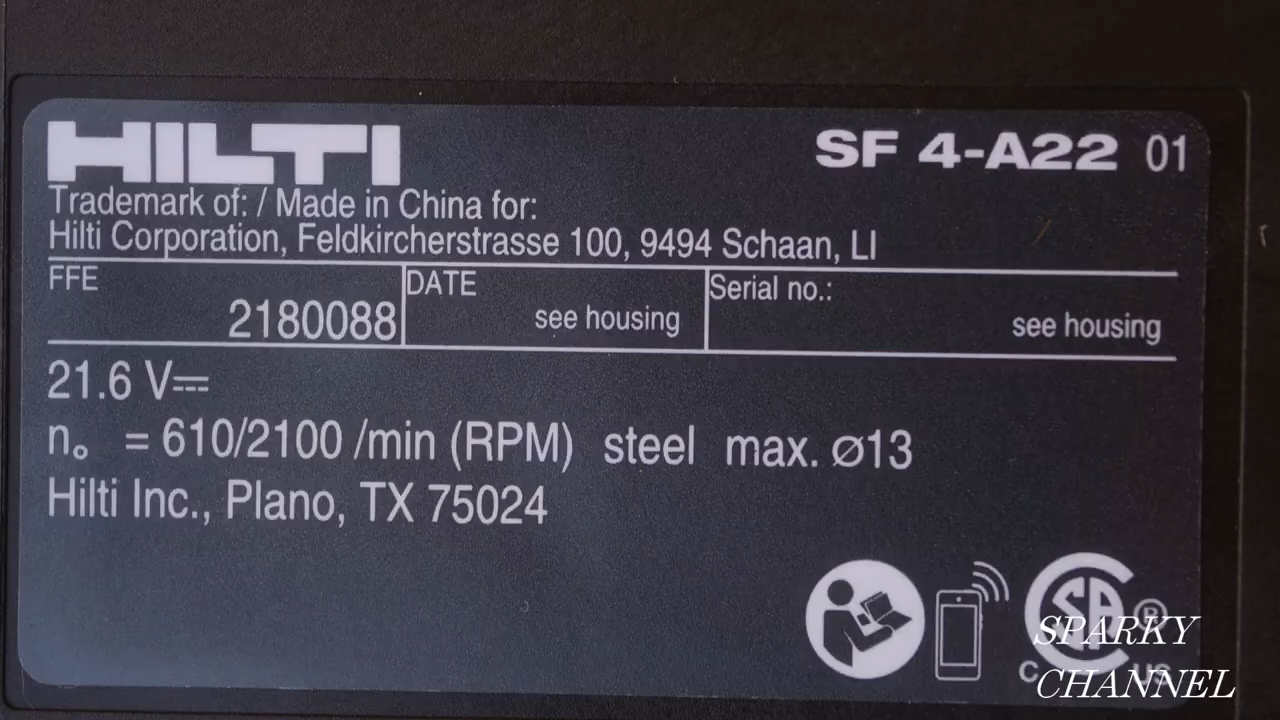 HILTI
SF 4-A22 01
Trademark of: / Made in China for:
Hilti Corporation, Feldkircherstrasse 100, 9494 Schaan, LI
FFE
2180088
DATE
see housing
Serial no.:
see housing
21.6 V⎓
n₀ = 610/2100 /min (RPM) steel max. ⌀13
Hilti Inc., Plano, TX 75024
SA ®
C US
SPARKY
CHANNEL